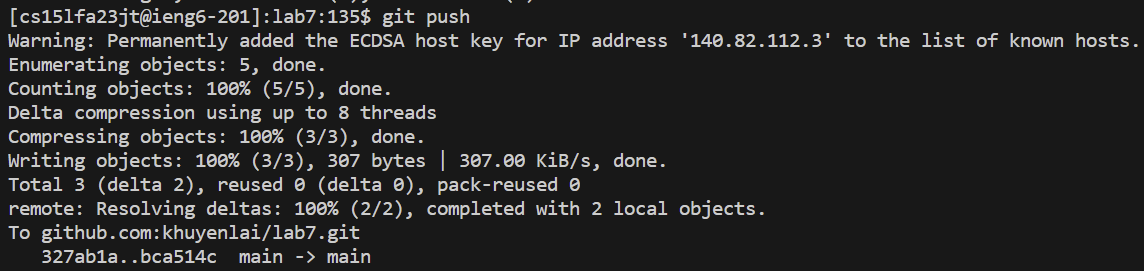 [cs15lfa23jt@ieng6-201]:lab7:135$ git push
Warning: Permanently added the ECDSA host key for IP address '140.82.112.3' to the list of known hosts.
Enumerating objects: 5, done.
Counting objects: 100% (5/5), done.
Delta compression using up to 8 threads
Compressing objects: 100% (3/3), done.
Writing objects: 100% (3/3), 307 bytes | 307.00 KiB/s, done.
Total 3 (delta 2), reused 0 (delta 0), pack-reused 0
remote: Resolving deltas: 100% (2/2), completed with 2 local objects.
To github.com:khuyenlai/lab7.git
   327ab1a..bca514c  main -> main